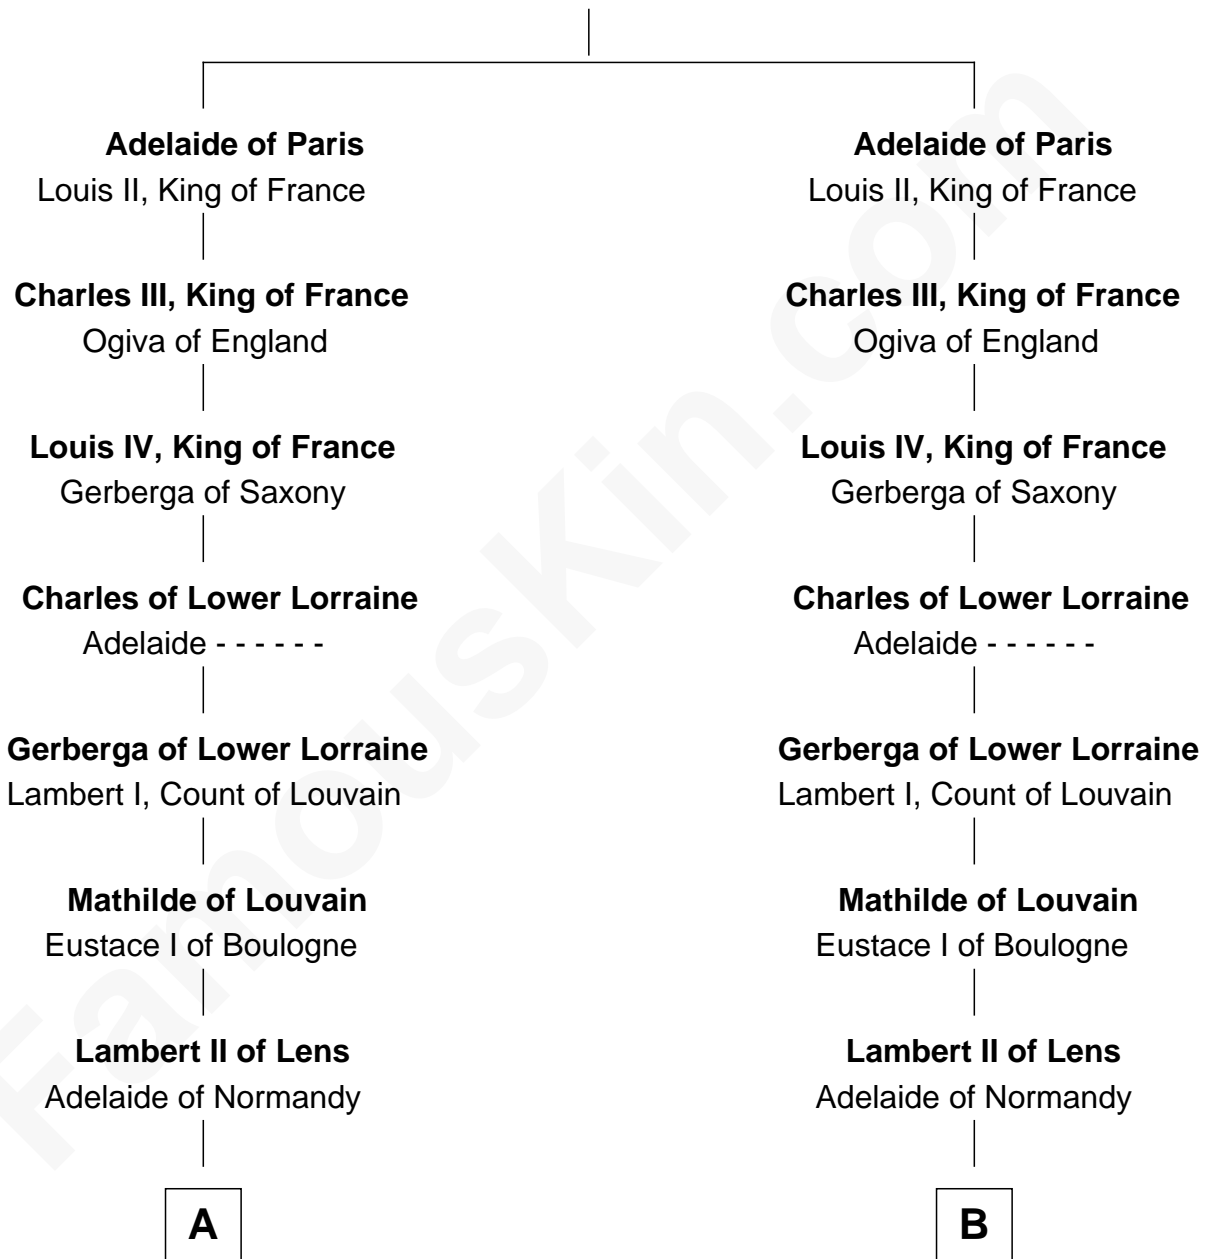 Adelaide of Paris
Louis II, King of France
Charles III, King of France
Ogiva of England
Louis IV, King of France
Gerberga of Saxony
Charles of Lower Lorraine
Adelaide - - - - - -
Gerberga of Lower Lorraine
Lambert I, Count of Louvain
Mathilde of Louvain
Eustace I of Boulogne
Lambert II of Lens
Adelaide of Normandy
A
Adelaide of Paris
Louis II, King of France
Charles III, King of France
Ogiva of England
Louis IV, King of France
Gerberga of Saxony
Charles of Lower Lorraine
Adelaide - - - - - -
Gerberga of Lower Lorraine
Lambert I, Count of Louvain
Mathilde of Louvain
Eustace I of Boulogne
Lambert II of Lens
Adelaide of Normandy
B
FamousKin.com